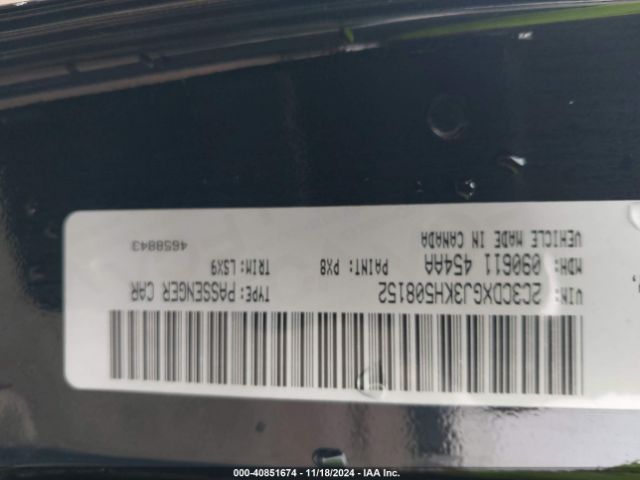 VIN: 2C3CDXGJ3KH508152 TYPE: PASSENGER CAR
MDH: 090611 454AA PAINT: PX8 TRIM: LSX9
VEHICLE MADE IN CANADA 4658843
000-40851674 - 11/18/2024 - IAA Inc.